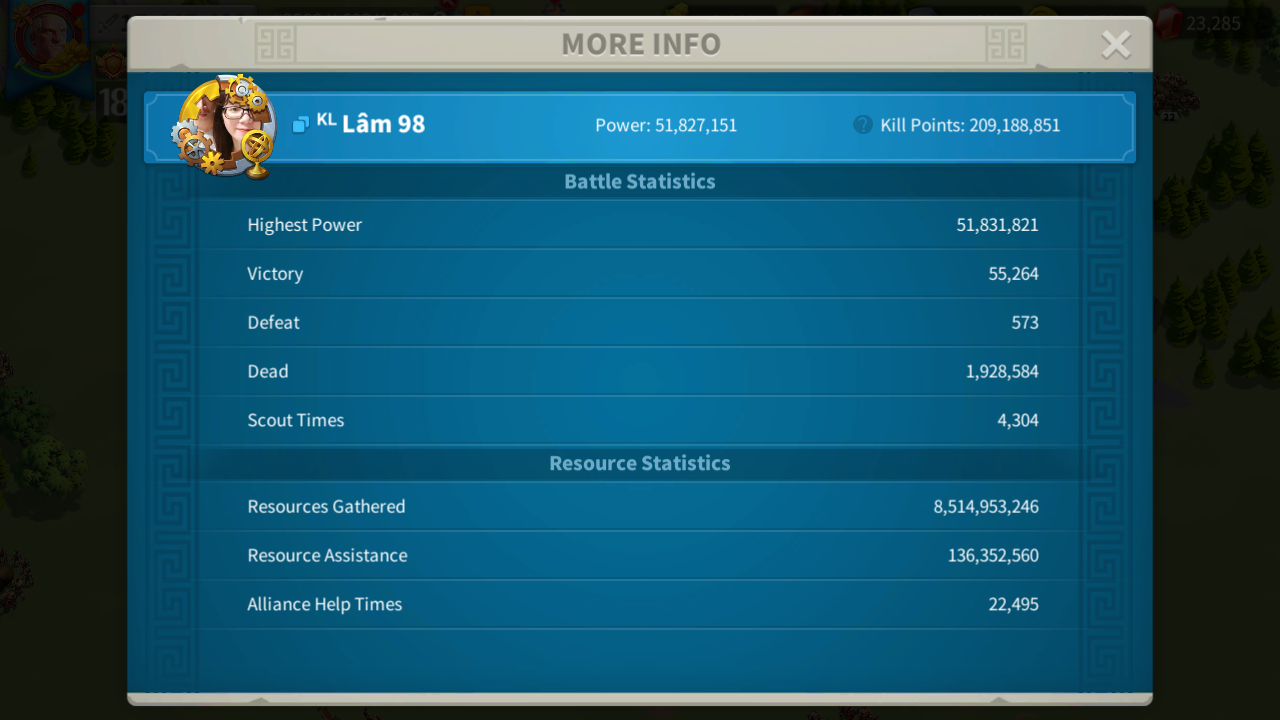 MORE INFO
23,285
18
ᴷᴸ Lâm 98
Power: 51,827,151
? Kill Points: 209,188,851
Battle Statistics
Highest Power 51,831,821
Victory 55,264
Defeat 573
Dead 1,928,584
Scout Times 4,304
Resource Statistics
Resources Gathered 8,514,953,246
Resource Assistance 136,352,560
Alliance Help Times 22,495
22